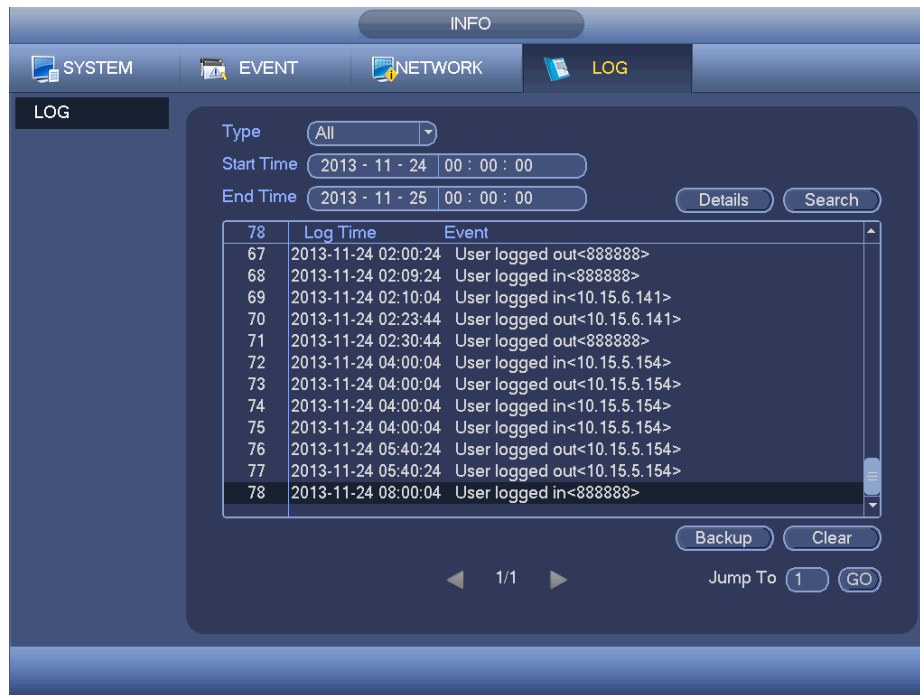 INFO
SYSTEM EVENT NETWORK LOG
LOG
Type All
Start Time 2013 - 11 - 24 00 : 00 : 00
End Time 2013 - 11 - 25 00 : 00 : 00
Details Search
78 Log Time Event
67 2013-11-24 02:00:24 User logged out<888888>
68 2013-11-24 02:09:24 User logged in<888888>
69 2013-11-24 02:10:04 User logged in<10.15.6.141>
70 2013-11-24 02:23:44 User logged out<10.15.6.141>
71 2013-11-24 02:30:44 User logged out<888888>
72 2013-11-24 04:00:04 User logged in<10.15.5.154>
73 2013-11-24 04:00:04 User logged out<10.15.5.154>
74 2013-11-24 04:00:04 User logged in<10.15.5.154>
75 2013-11-24 04:00:04 User logged in<10.15.5.154>
76 2013-11-24 05:40:24 User logged out<10.15.5.154>
77 2013-11-24 05:40:24 User logged out<10.15.5.154>
78 2013-11-24 08:00:04 User logged in<888888>
Backup Clear
1/1 Jump To 1 GO